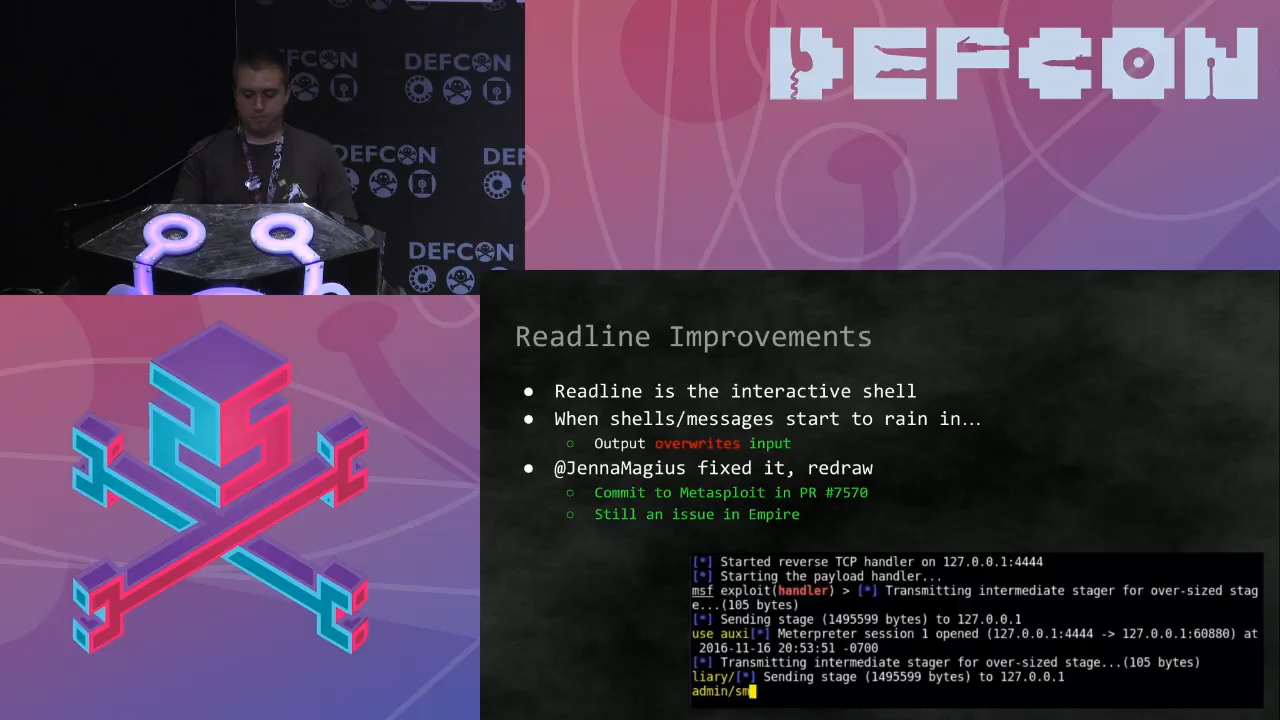 FCON
DEFCON
DEFCON
DEF
DEFCON
DEFCON
Readline Improvements
● Readline is the interactive shell
● When shells/messages start to rain in…
○ Output overwrites input
● @JennaMagius fixed it, redraw
○ Commit to Metasploit in PR #7570
○ Still an issue in Empire
[*] Started reverse TCP handler on 127.0.0.1:4444
[*] Starting the payload handler...
msf exploit(handler) > [*] Transmitting intermediate stager for over-sized stag
e...(105 bytes)
[*] Sending stage (1495599 bytes) to 127.0.0.1
use auxi[*] Meterpreter session 1 opened (127.0.0.1:4444 -> 127.0.0.1:60880) at
2016-11-16 20:53:51 -0700
[*] Transmitting intermediate stager for over-sized stage...(105 bytes)
liary/[*] Sending stage (1495599 bytes) to 127.0.0.1
admin/sm